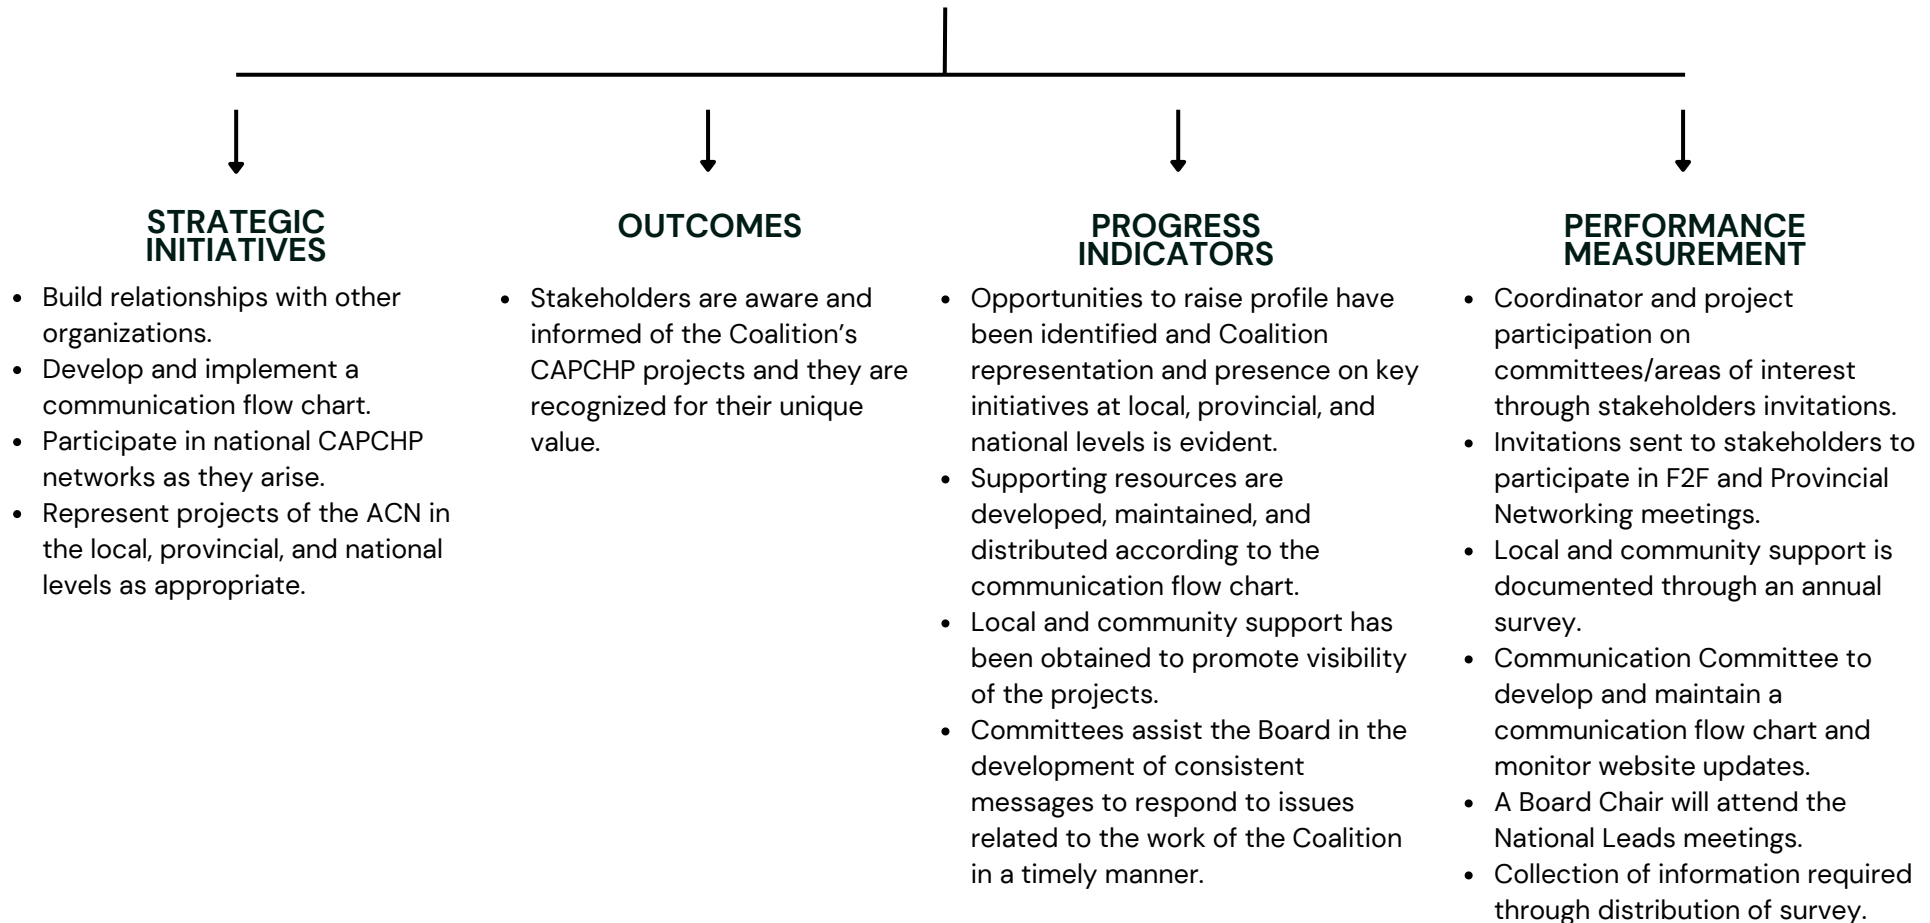 STRATEGIC
INITIATIVES
• Build relationships with other
organizations.
• Develop and implement a
communication flow chart.
• Participate in national CAPCHP
networks as they arise.
• Represent projects of the ACN in
the local, provincial, and national
levels as appropriate.
OUTCOMES
• Stakeholders are aware and
informed of the Coalition’s
CAPCHP projects and they are
recognized for their unique
value.
PROGRESS
INDICATORS
• Opportunities to raise profile have
been identified and Coalition
representation and presence on key
initiatives at local, provincial, and
national levels is evident.
• Supporting resources are
developed, maintained, and
distributed according to the
communication flow chart.
• Local and community support has
been obtained to promote visibility
of the projects.
• Committees assist the Board in the
development of consistent
messages to respond to issues
related to the work of the Coalition
in a timely manner.
PERFORMANCE
MEASUREMENT
• Coordinator and project
participation on
committees/areas of interest
through stakeholders invitations.
• Invitations sent to stakeholders to
participate in F2F and Provincial
Networking meetings.
• Local and community support is
documented through an annual
survey.
• Communication Committee to
develop and maintain a
communication flow chart and
monitor website updates.
• A Board Chair will attend the
National Leads meetings.
• Collection of information required
through distribution of survey.